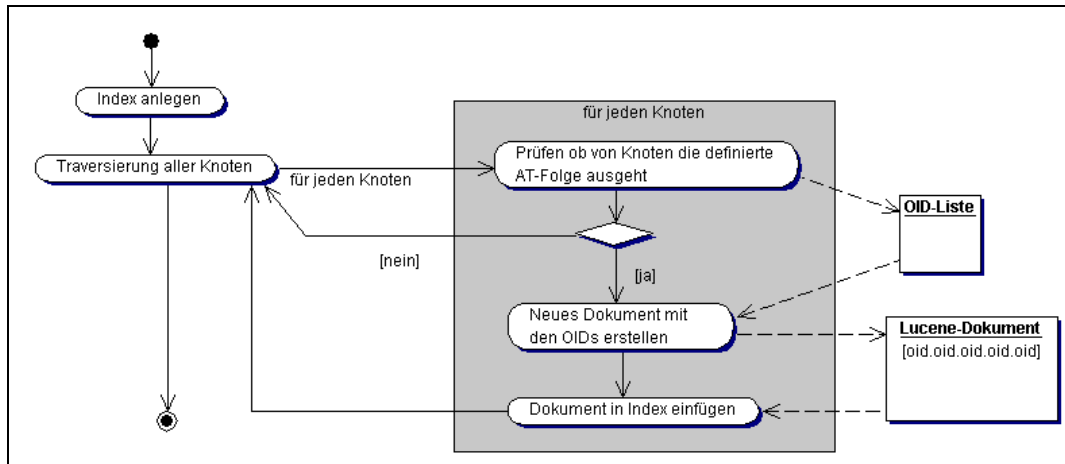 Index anlegen
Traversierung aller Knoten
für jeden Knoten
für jeden Knoten
Prüfen ob von Knoten die definierte
AT-Folge ausgeht
[nein]
[ja]
OID-Liste
Neues Dokument mit
den OIDs erstellen
Lucene-Dokument
[oid.oid.oid.oid.oid]
Dokument in Index einfügen